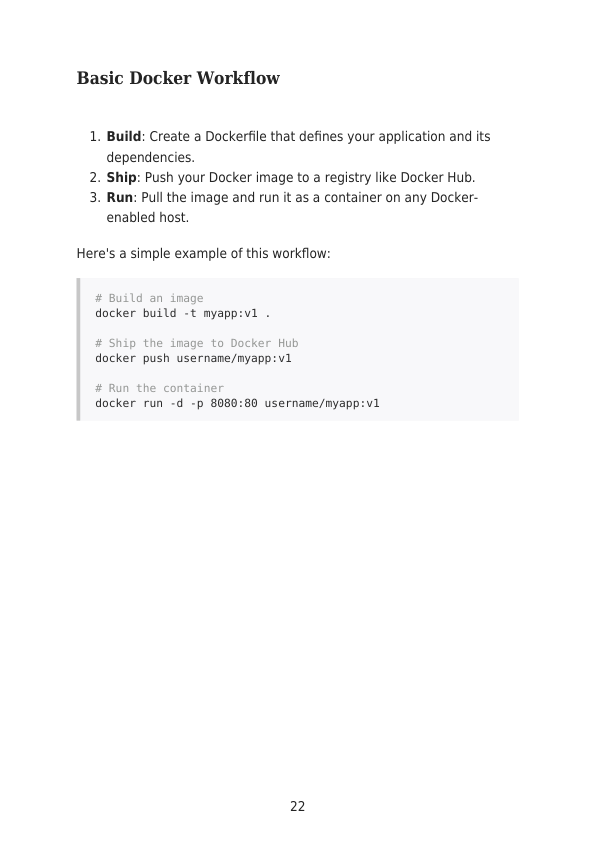 Basic Docker Workflow
1. Build: Create a Dockerfile that defines your application and its
dependencies.
2. Ship: Push your Docker image to a registry like Docker Hub.
3. Run: Pull the image and run it as a container on any Docker-
enabled host.
Here's a simple example of this workflow:
# Build an image
docker build -t myapp:v1 .
# Ship the image to Docker Hub
docker push username/myapp:v1
# Run the container
docker run -d -p 8080:80 username/myapp:v1
22